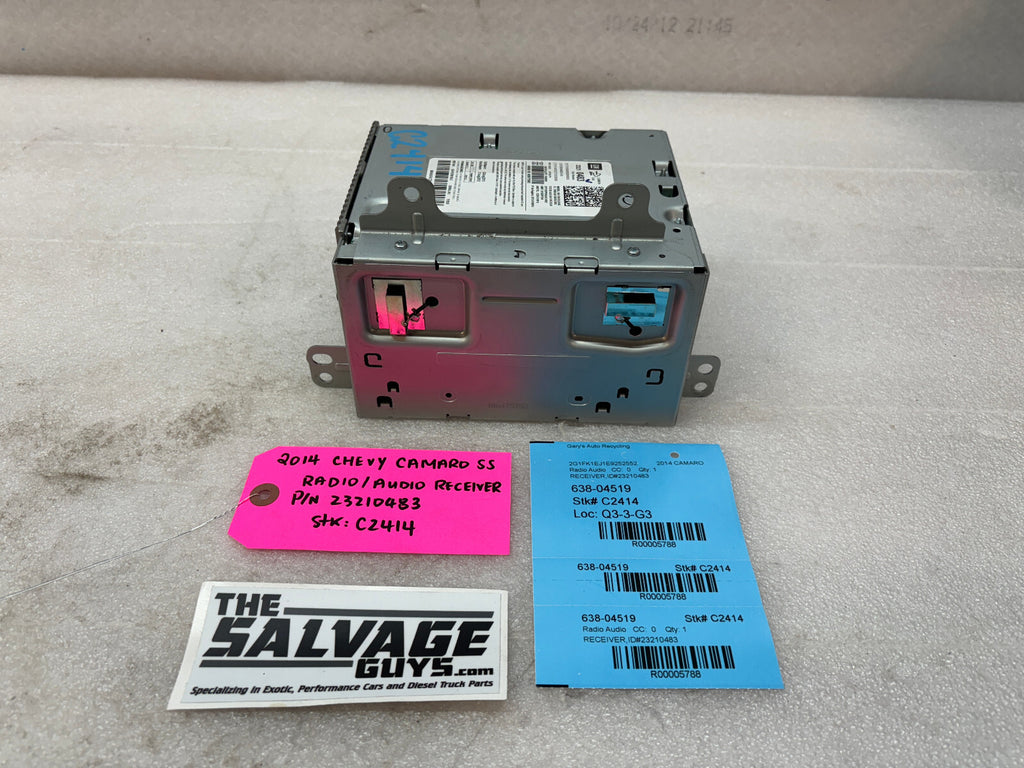 10/24/12 21:45
C2414
2014 CHEVY CAMARO SS
RADIO/AUDIO RECEIVER
P/N 23210483
Stk: C2414
Gary's Auto Recycling
2G1FK1EJ1E9252552 2014 CAMARO
Radio Audio CC: 0 Qty: 1
RECEIVER,ID#23210483
638-04519
Stk# C2414
Loc: Q3-3-G3
R00005788
638-04519 Stk# C2414
R00005788
638-04519 Stk# C2414
Radio Audio CC: 0 Qty: 1
RECEIVER,ID#23210483
R00005788
THE
SALVAGE
GUYS.com
Specializing in Exotic, Performance Cars and Diesel Truck Parts